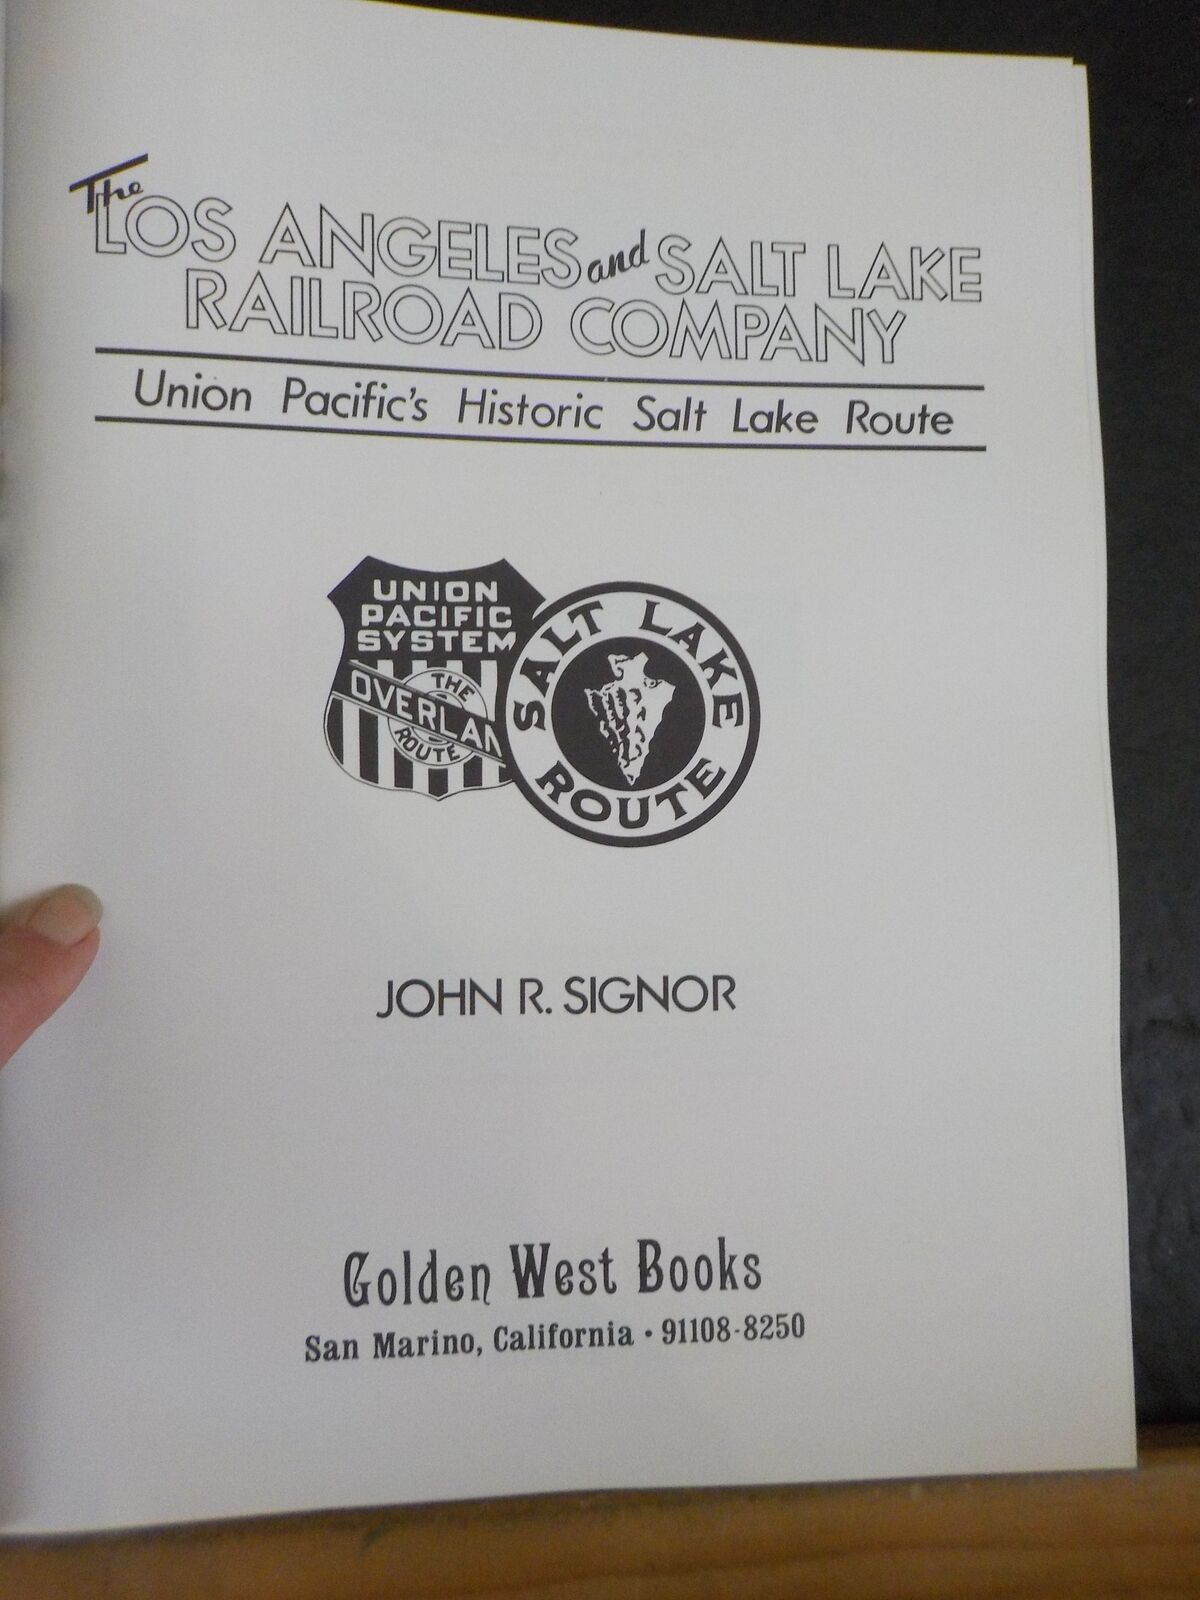 The
LOS ANGELES and SALT LAKE
RAILROAD COMPANY
Union Pacific's Historic Salt Lake Route
UNION
PACIFIC
SYSTEM
THE
OVERLAN
ROUTE
SALT LAKE
ROUTE
JOHN R. SIGNOR
Golden West Books
San Marino, California • 91108-8250